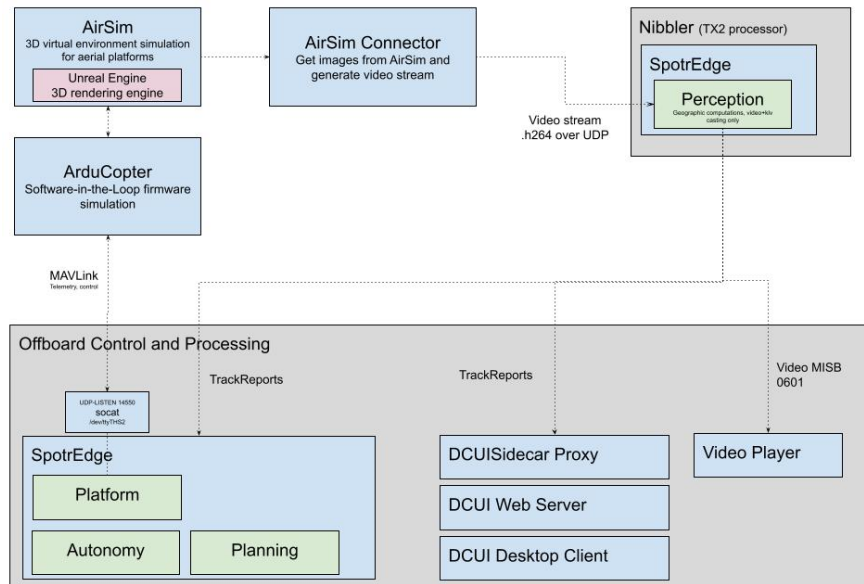 AirSim
3D virtual environment simulation
for aerial platforms
Unreal Engine
3D rendering engine
AirSim Connector
Get images from AirSim and
generate video stream
Nibbler (TX2 processor)
SpotrEdge
Perception
Geographic computations, video+klv
casting only
Video stream
.h264 over UDP
ArduCopter
Software-in-the-Loop firmware
simulation
MAVLink
Telemetry, control
Offboard Control and Processing
TrackReports
TrackReports
Video MISB
0601
UDP-LISTEN 14550
socat
/dev/ttyTHS2
SpotrEdge
Platform
Autonomy
Planning
DCUISidecar Proxy
DCUI Web Server
DCUI Desktop Client
Video Player